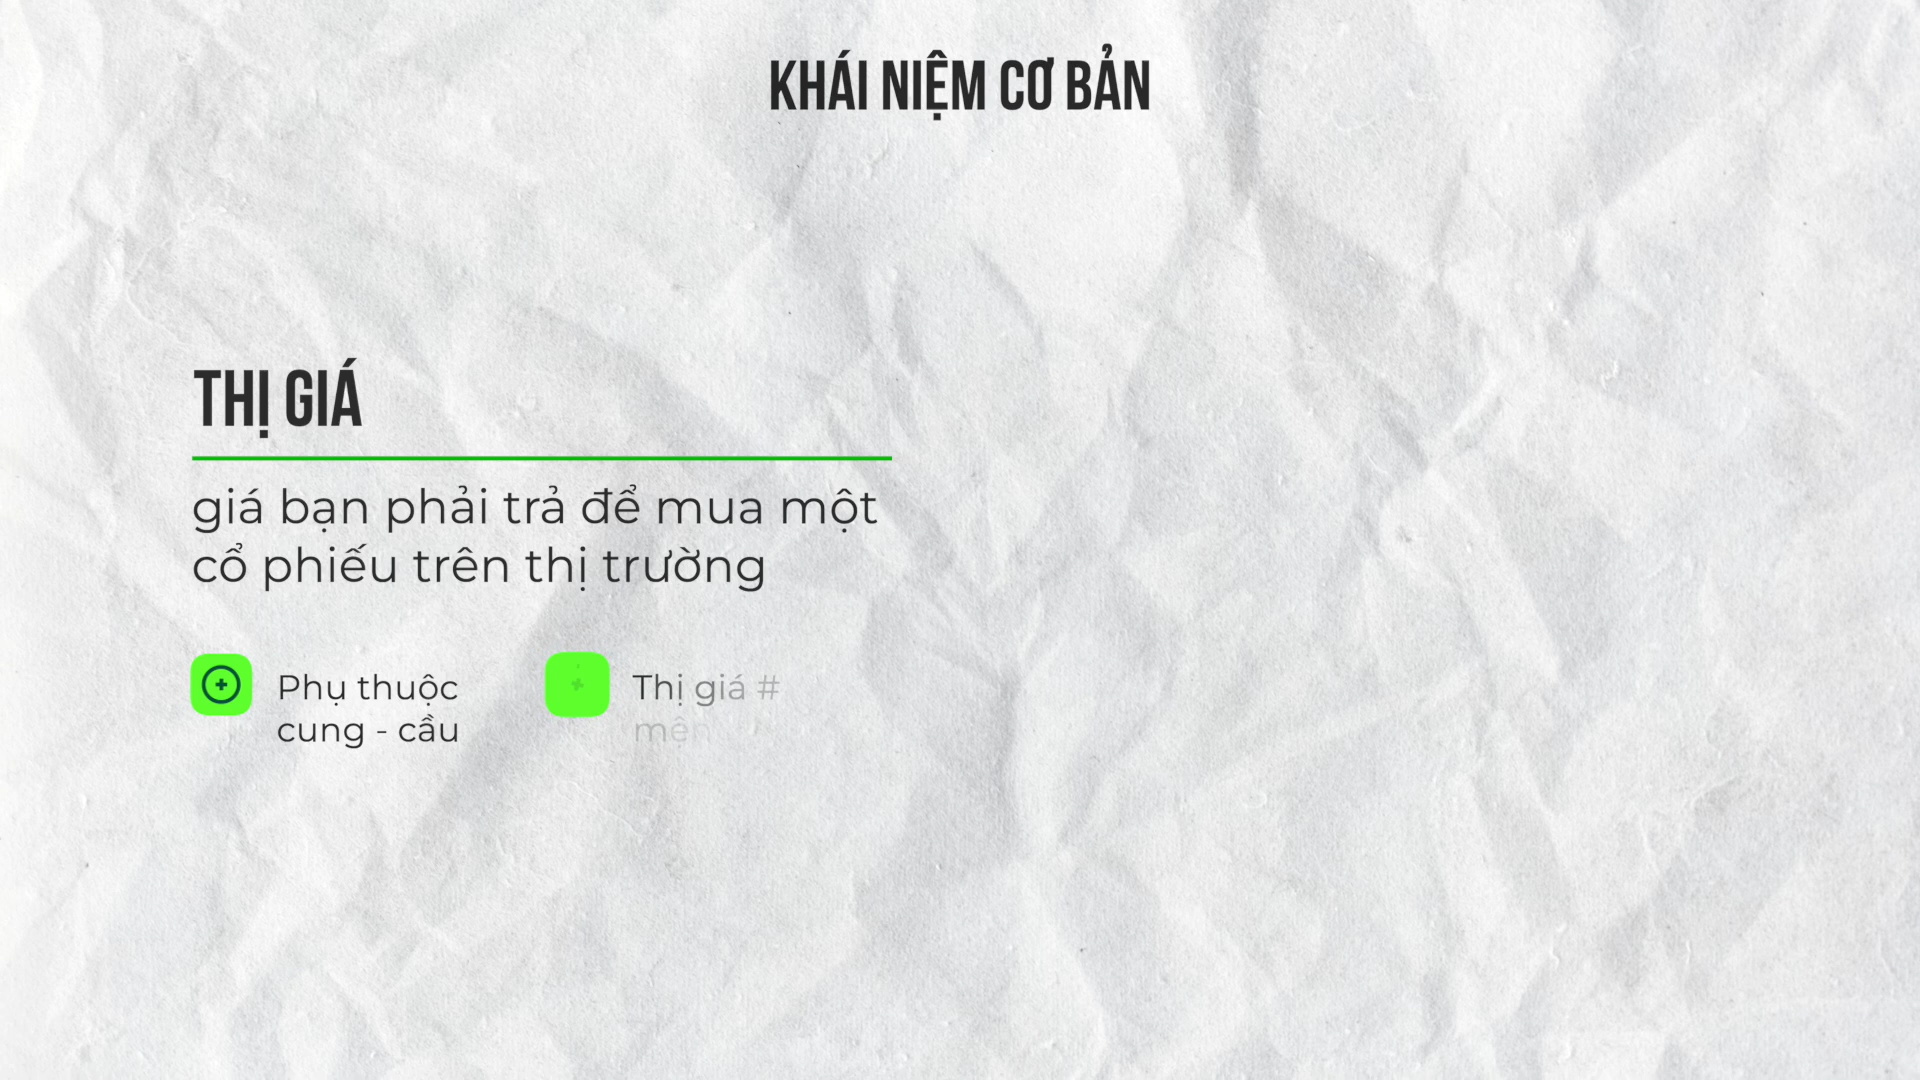 KHÁI NIỆM CƠ BẢN
THỊ GIÁ
giá bạn phải trả để mua một
cổ phiếu trên thị trường
Phụ thuộc
cung - cầu
Thị giá #
mên